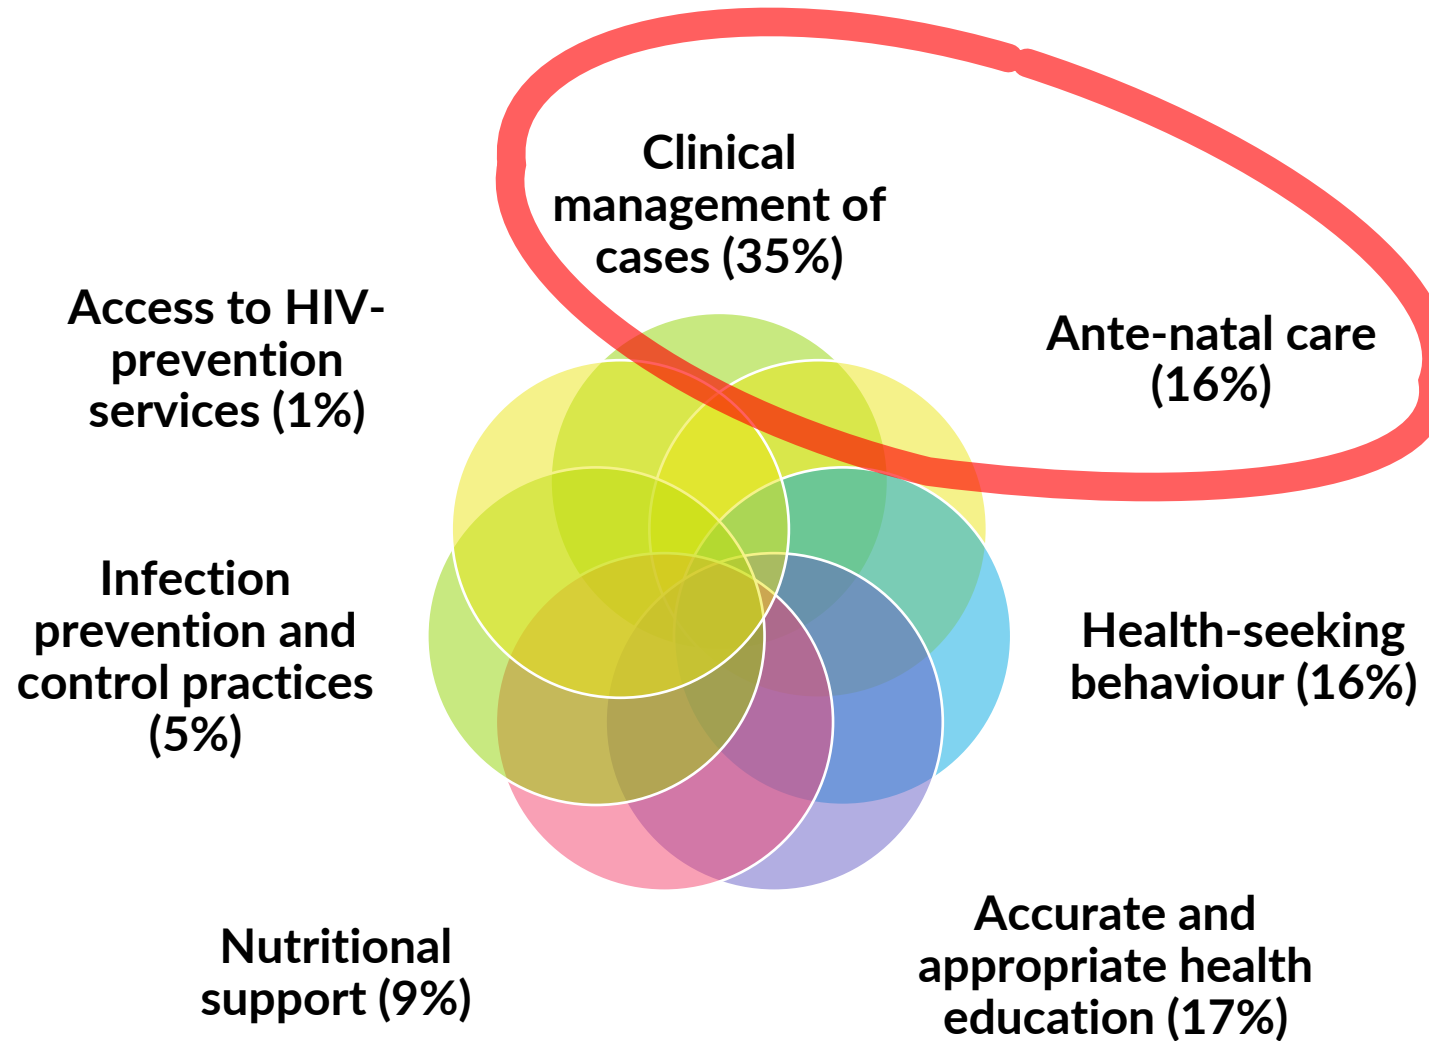 Clinical
management of
cases (35%)
Ante-natal care
(16%)
Health-seeking
behaviour (16%)
Accurate and
appropriate health
education (17%)
Nutritional
support (9%)
Infection
prevention and
control practices
(5%)
Access to HIV-
prevention
services (1%)